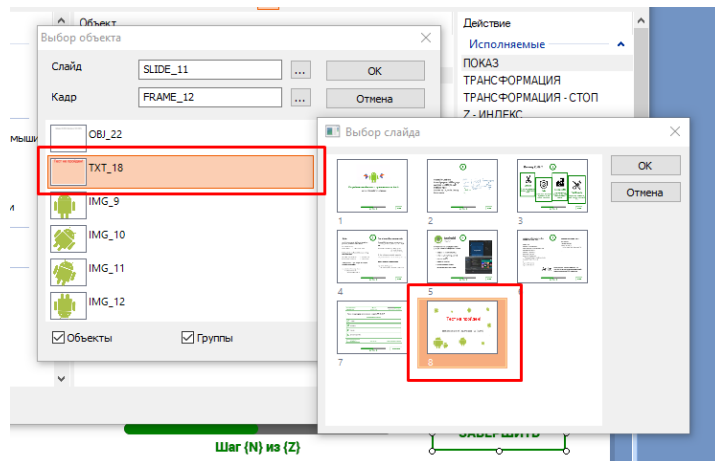 Объект
Действие
Выбор объекта
Исполняемые
Слайд
SLIDE_11
...
OK
ПОКАЗ
ТРАНСФОРМАЦИЯ
Кадр
FRAME_12
...
Отмена
ТРАНСФОРМАЦИЯ - СТОП
Z - ИНДЕКС
мыши
OBJ_22
TXT_18
IMG_9
IMG_10
IMG_11
IMG_12
Объекты
Группы
Выбор слайда
OK
Отмена
1
2
3
4
5
7
Тест не пройден!
8
Шаг {N} из {Z}
ЗАВЕРШИТЬ